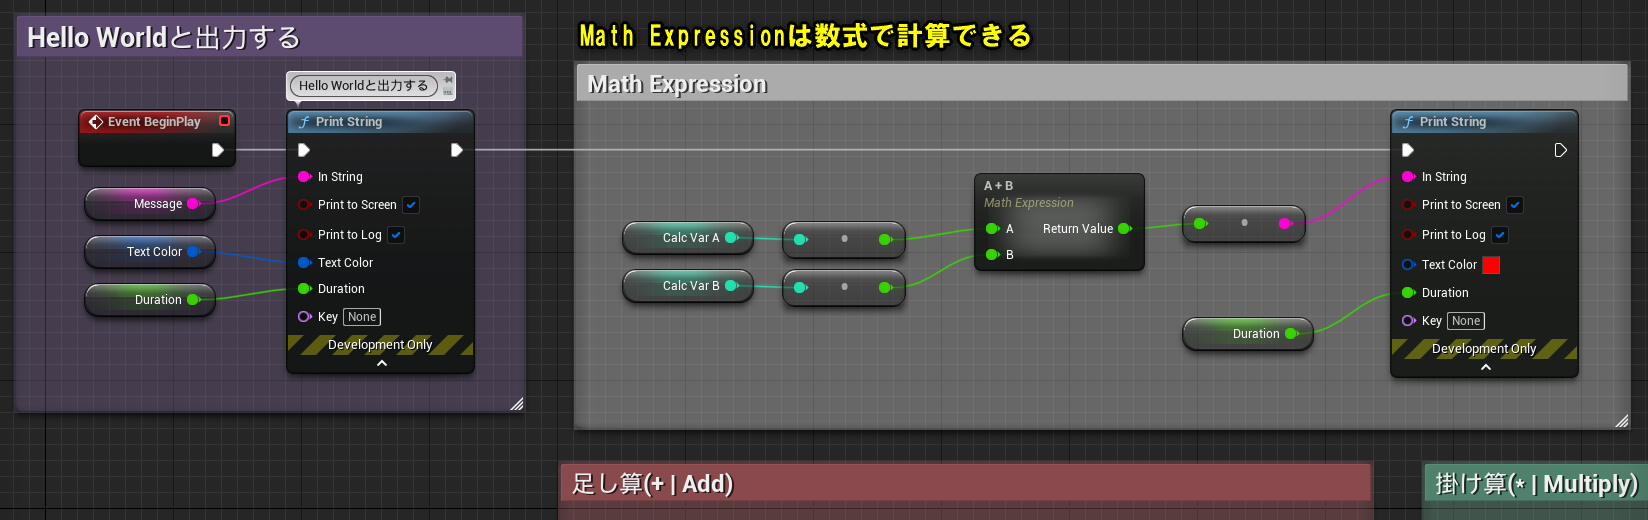 Hello Worldと出力する
Hello Worldと出力する
Event BeginPlay
Print String
In String
Print to Screen
Print to Log
Text Color
Duration
Key None
Development Only
Message
Text Color
Duration
Math Expressionは数式で計算できる
Math Expression
Calc Var A
Calc Var B
A + B
Math Expression
A Return Value
B
Duration
Print String
In String
Print to Screen
Print to Log
Text Color
Duration
Key None
Development Only
足し算(+ | Add)
掛け算(* | Multiply)